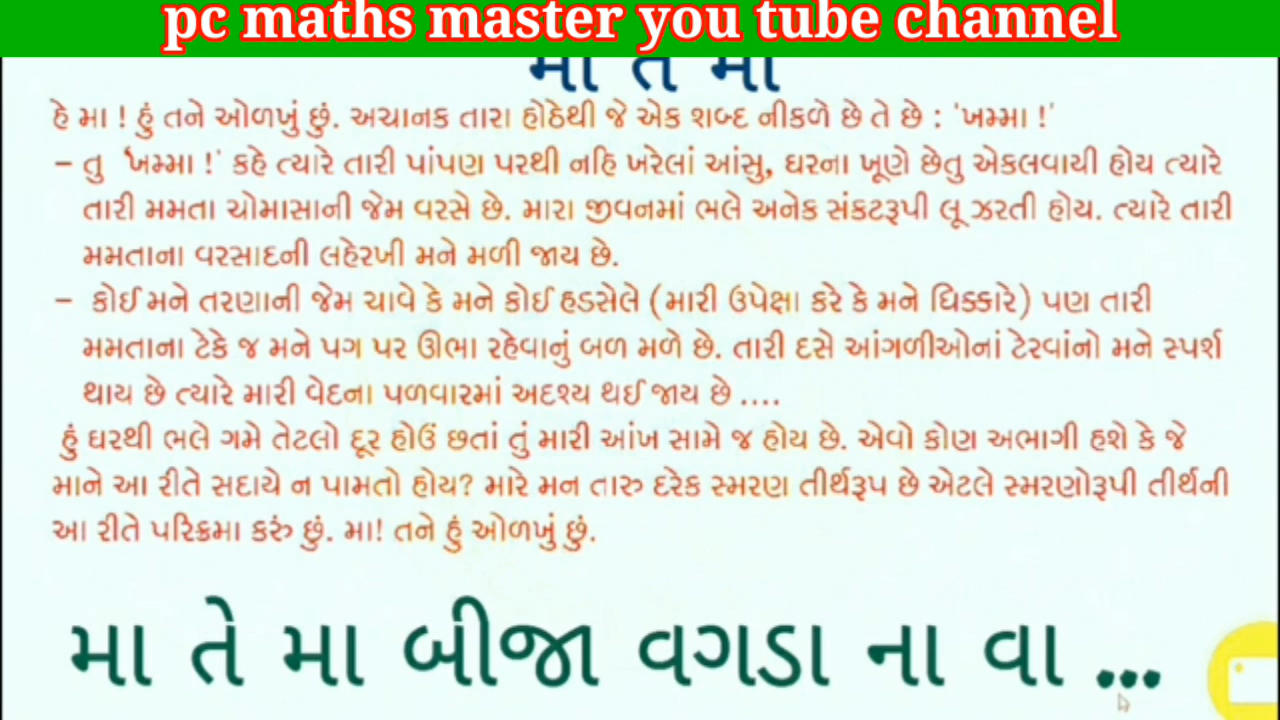 pc maths master you tube channel
મા તે મા
હે મા ! હું તને ઓળખું છું. અચાનક તારા હોઠેથી જે એક શબ્દ નીકળે છે તે છે : 'ખમ્મા !'
– તુ 'ખમ્મા !' કહે ત્યારે તારી પાંપણ પરથી નહિ ખરેલાં આંસુ, ઘરના ખૂણે છેતુ એકલવાયી હોય ત્યારે
તારી મમતા ચોમાસાની જેમ વરસે છે. મારા જીવનમાં ભલે અનેક સંકટરૂપી લૂ ઝરતી હોય. ત્યારે તારી
મમતાના વરસાદની લહેરખી મને મળી જાય છે.
– કોઈ મને તરણાની જેમ ચાવે કે મને કોઈ હડસેલે (મારી ઉપેક્ષા કરે કે મને ધિક્કારે) પણ તારી
મમતાના ટેકે જ મને પગ પર ઊભા રહેવાનું બળ મળે છે. તારી દસે આંગળીઓનાં ટેરવાંનો મને સ્પર્શ
થાય છે ત્યારે મારી વેદના પળવારમાં અદશ્ય થઈ જાય છે ....
હું ઘરથી ભલે ગમે તેટલો દૂર હોઉં છતાં તું મારી આંખ સામે જ હોય છે. એવો કોણ અભાગી હશે કે જે
માને આ રીતે સદાયે ન પામતો હોય? મારે મન તારુ દરેક સ્મરણ તીર્થરૂપ છે એટલે સ્મરણોરૂપી તીર્થની
આ રીતે પરિક્રમા કરું છું. મા! તને હું ઓળખું છું.
મા તે મા બીજા વગડા ના વા ...